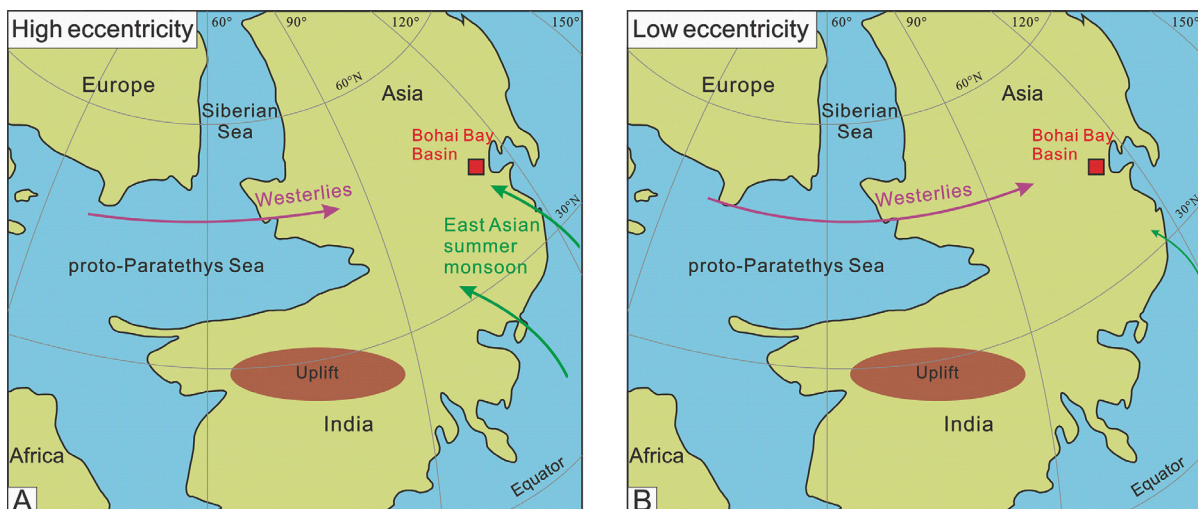 High eccentricity
60°
90°
120°
150°
60°N
Europe
Asia
Siberian
Sea
Bohai Bay
Basin
Westerlies
30°N
East Asian
summer
monsoon
proto-Paratethys Sea
Uplift
India
Africa
Equator
A
Low eccentricity
60°
90°
120°
150°
60°N
Europe
Asia
Siberian
Sea
Bohai Bay
Basin
Westerlies
30°N
proto-Paratethys Sea
Uplift
India
Africa
Equator
B